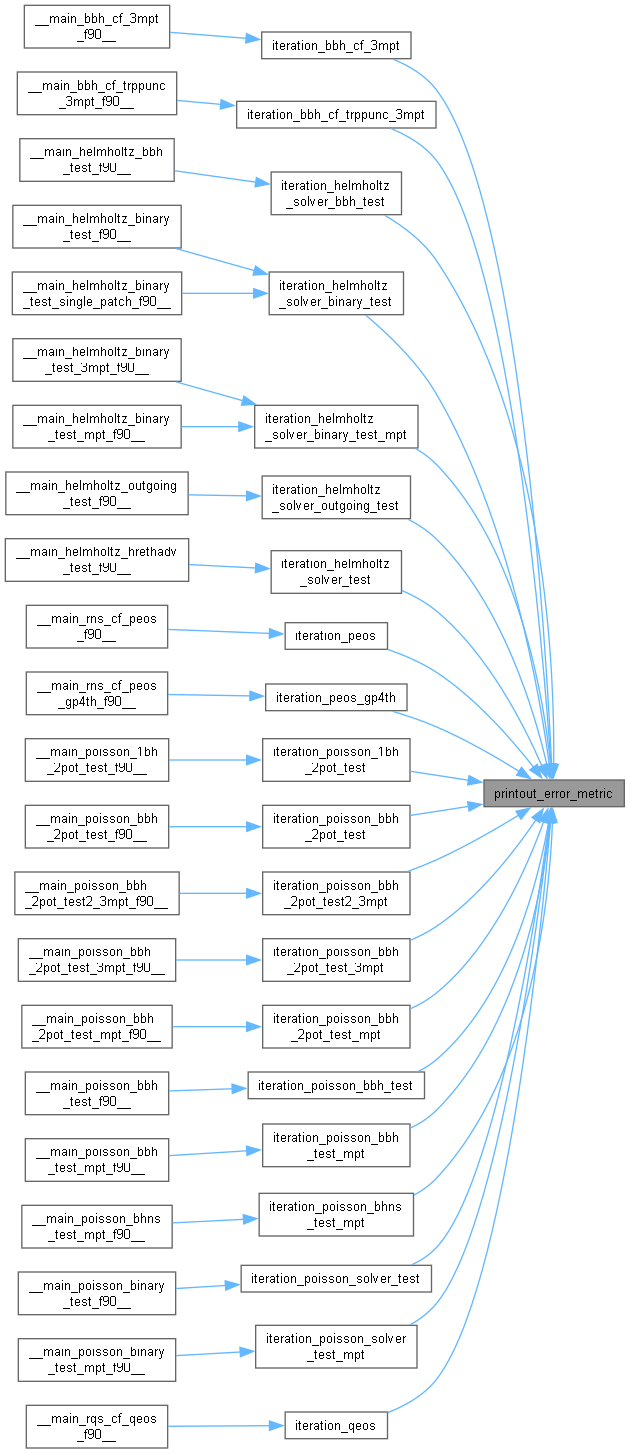 __main_bbh_cf_3mpt
_f90__
iteration_bbh_cf_3mpt
__main_bbh_cf_trppunc
_3mpt_f90__
iteration_bbh_cf_trppunc_3mpt
__main_helmholtz_bbh
_test_f90__
iteration_helmholtz
_solver_bbh_test
__main_helmholtz_binary
_test_f90__
iteration_helmholtz
_solver_binary_test
__main_helmholtz_binary
_test_single_patch_f90__
__main_helmholtz_binary
_test_3mpt_f90__
__main_helmholtz_binary
_test_mpt_f90__
iteration_helmholtz
_solver_binary_test_mpt
__main_helmholtz_outgoing
_test_f90__
iteration_helmholtz
_solver_outgoing_test
__main_helmholtz_hrethadv
_test_f90__
iteration_helmholtz
_solver_test
__main_rns_cf_peos
_f90__
iteration_peos
__main_rns_cf_peos
_gp4th_f90__
iteration_peos_gp4th
__main_poisson_1bh
_2pot_test_f90__
iteration_poisson_1bh
_2pot_test
printout_error_metric
__main_poisson_bbh
_2pot_test_f90__
iteration_poisson_bbh
_2pot_test
__main_poisson_bbh
_2pot_test2_3mpt_f90__
iteration_poisson_bbh
_2pot_test2_3mpt
__main_poisson_bbh
_2pot_test_3mpt_f90__
iteration_poisson_bbh
_2pot_test_3mpt
__main_poisson_bbh
_2pot_test_mpt_f90__
iteration_poisson_bbh
_2pot_test_mpt
__main_poisson_bbh
_test_f90__
iteration_poisson_bbh_test
__main_poisson_bbh
_test_mpt_f90__
iteration_poisson_bbh
_test_mpt
__main_poisson_bhns
_test_mpt_f90__
iteration_poisson_bhns
_test_mpt
__main_poisson_binary
_test_f90__
iteration_poisson_solver_test
__main_poisson_binary
_test_mpt_f90__
iteration_poisson_solver
_test_mpt
__main_rqs_cf_qeos
_f90__
iteration_qeos